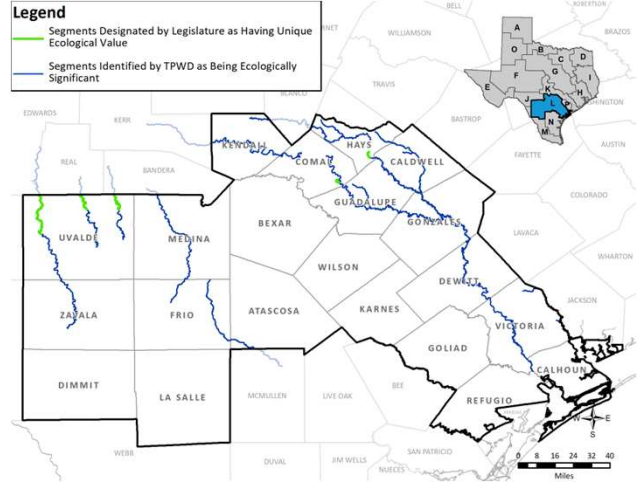 Legend
Segments Designated by Legislature as Having Unique
Ecological Value
Segments Identified by TPWD as Being Ecologically
Significant
BELL
ROBERTSON
WILLIAMSON
BRAZOS
TRAVIS
BLANCO
BASTROP
WASHINGTON
EDWARDS
KERR
FAYETTE
AUSTIN
REAL
BANDERA
KENDALL
COMAL
HAYS
CALDWELL
COLORADO
GUADALUPE
GONZALES
LAVACA
UVALDE
MEDINA
BEXAR
WHARTON
WILSON
DEWITT
JACKSON
ZAVALA
FRIO
ATASCOSA
KARNES
VICTORIA
GOLIAD
CALHOUN
DIMMIT
LA SALLE
MCMULLEN
LIVE OAK
BEE
REFUGIO
WEBB
DUVAL
JIM WELLS
NUECES
SAN PATRICIO
A
O
B
C
D
E
F
G
I
H
K
J
L
P
N
M
W
E
S
0 8 16 24 32 40
Miles